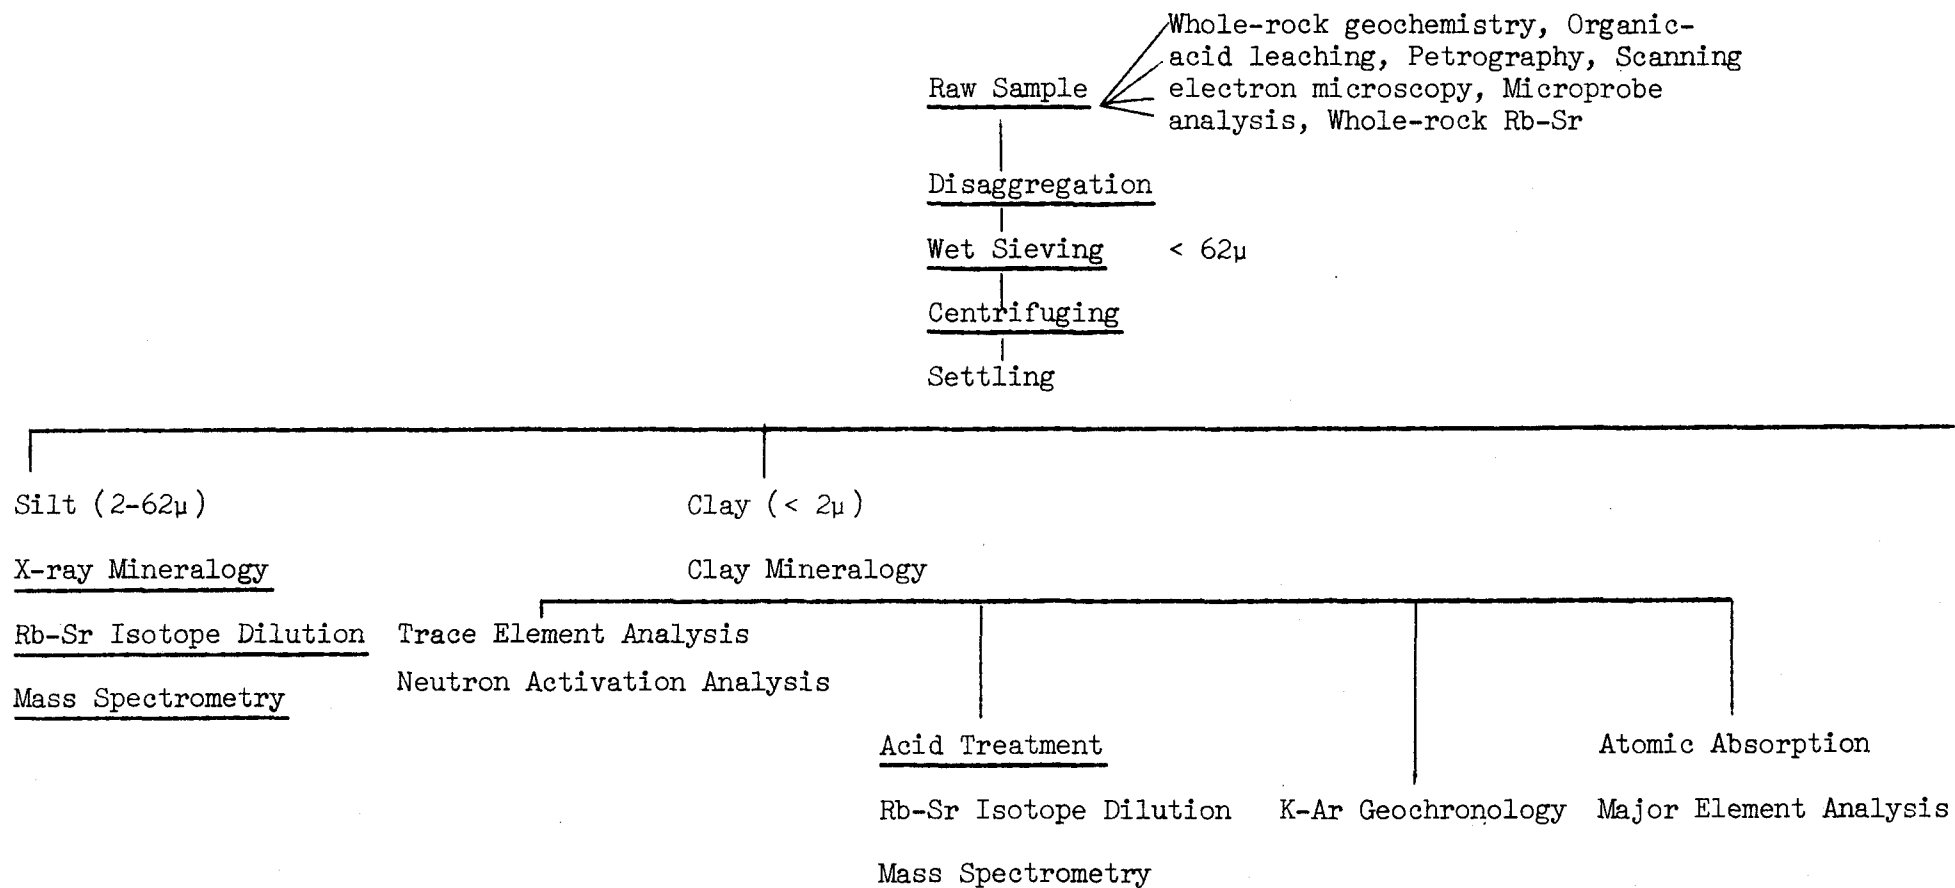 Whole-rock geochemistry, Organic-
acid leaching, Petrography, Scanning
electron microscopy, Microprobe
analysis, Whole-rock Rb-Sr
Raw Sample
Disaggregation
Wet Sieving < 62µ
Centrifuging
Settling
Silt (2-62µ)
Clay (< 2µ)
X-ray Mineralogy
Clay Mineralogy
Rb-Sr Isotope Dilution
Mass Spectrometry
Trace Element Analysis
Neutron Activation Analysis
Acid Treatment
Rb-Sr Isotope Dilution
Mass Spectrometry
K-Ar Geochronology
Atomic Absorption
Major Element Analysis